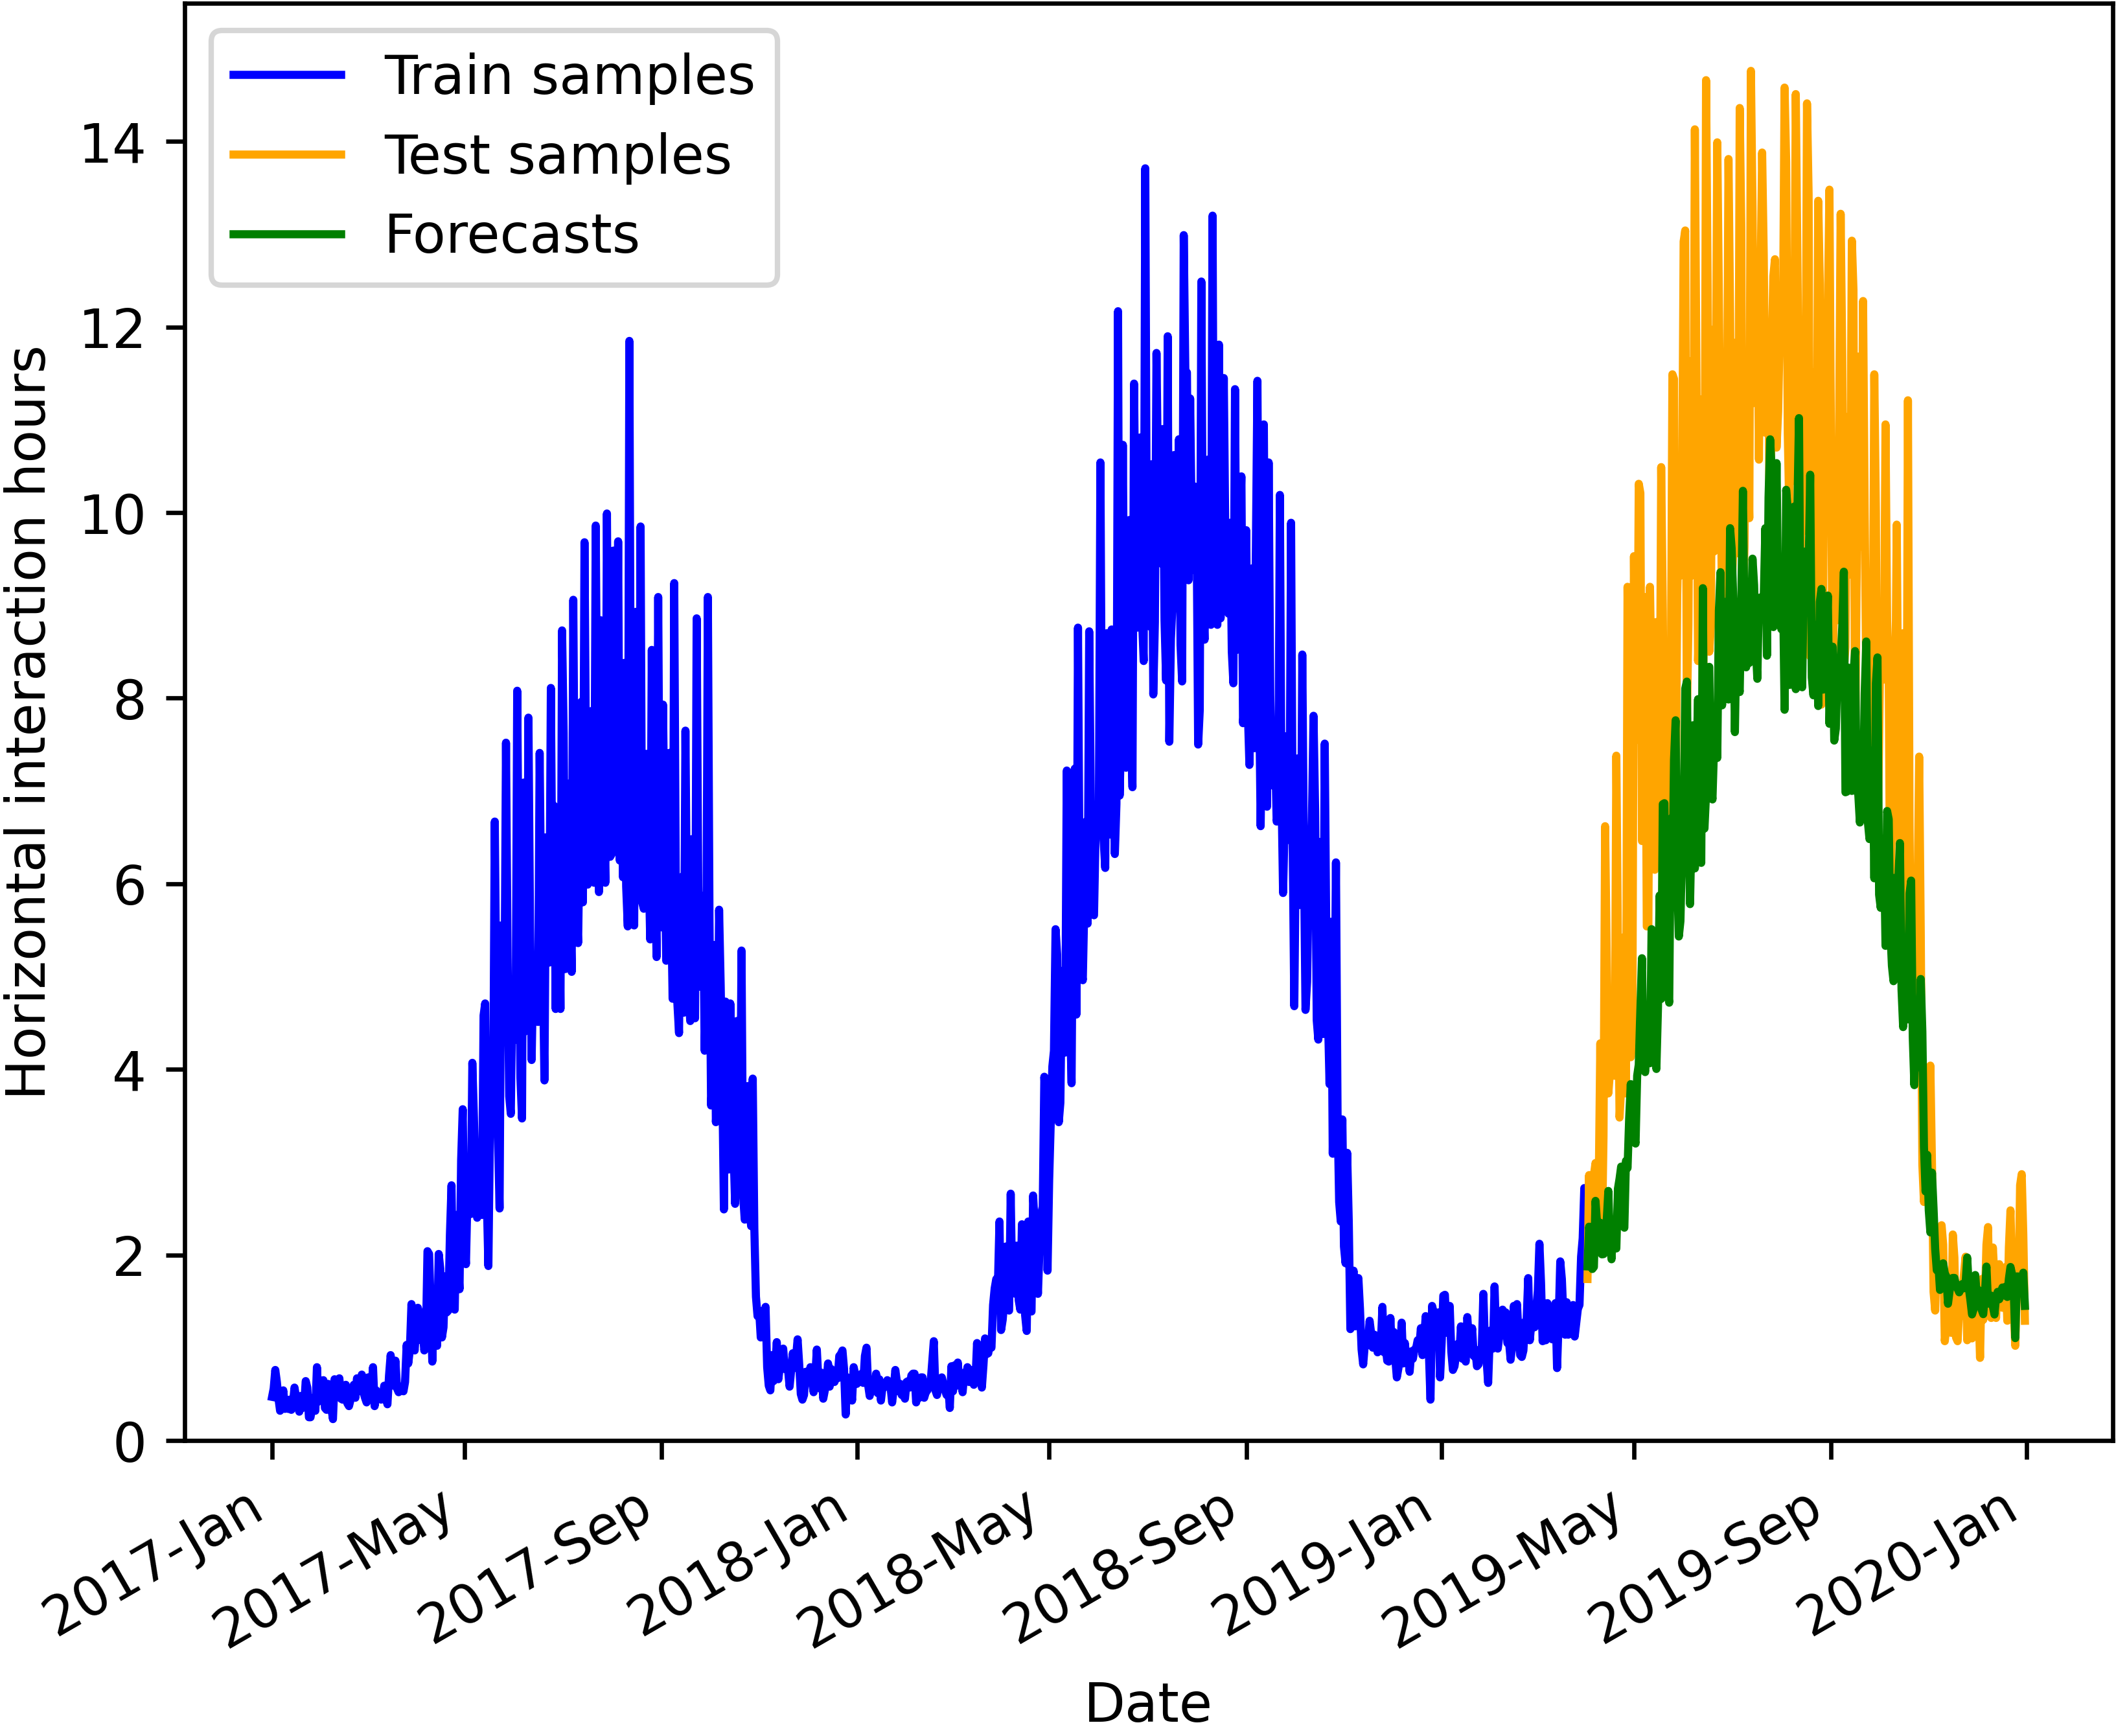 Train samples
Test samples
Forecasts
Horizontal interaction hours
14
12
10
8
6
4
2
0
2017-Jan
2017-May
2017-Sep
2018-Jan
2018-May
2018-Sep
2019-Jan
2019-May
2019-Sep
2020-Jan
Date